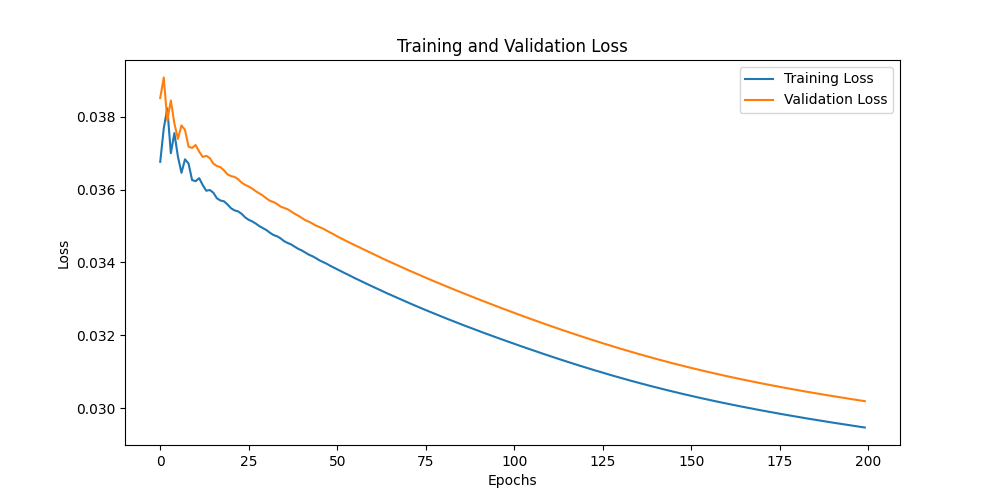 Training and Validation Loss
Training Loss
Validation Loss
0.038
0.036
0.034
0.032
0.030
Loss
0 25 50 75 100 125 150 175 200
Epochs